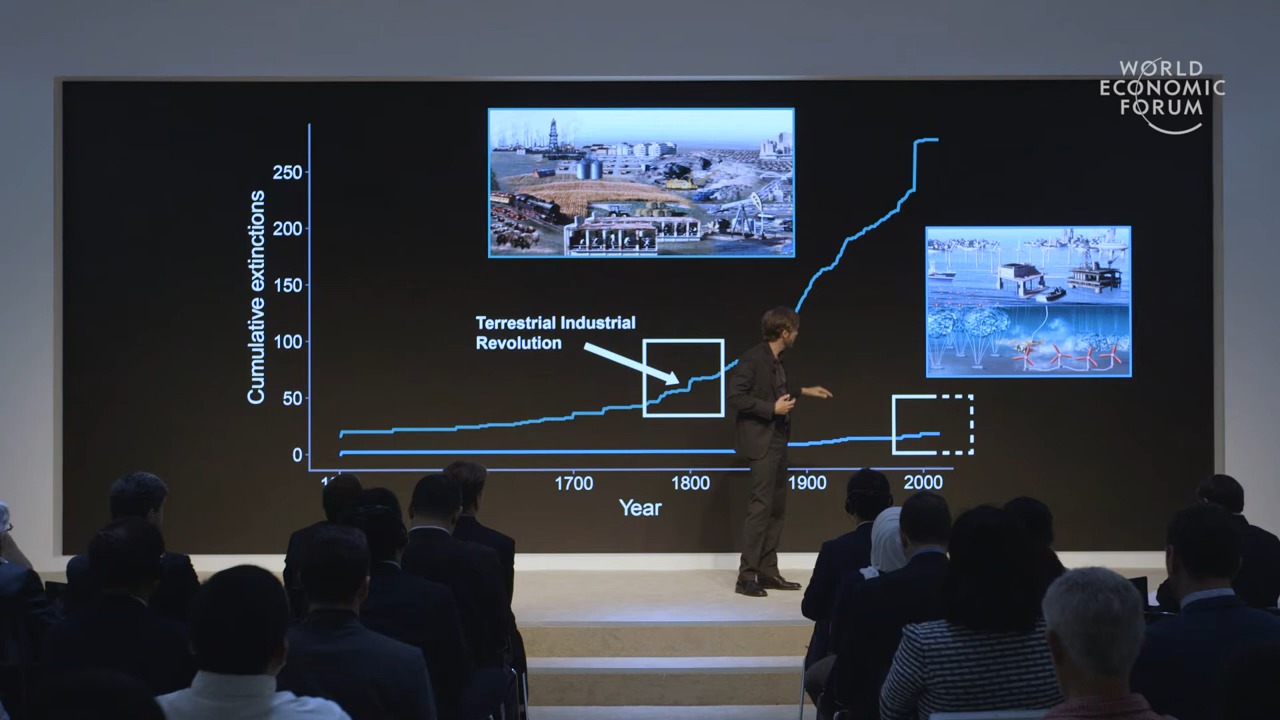 WORLD
ECONOMIC
FORUM
Cumulative extinctions
250
200
150
100
50
0
Terrestrial Industrial
Revolution
1700
1800
1900
2000
Year